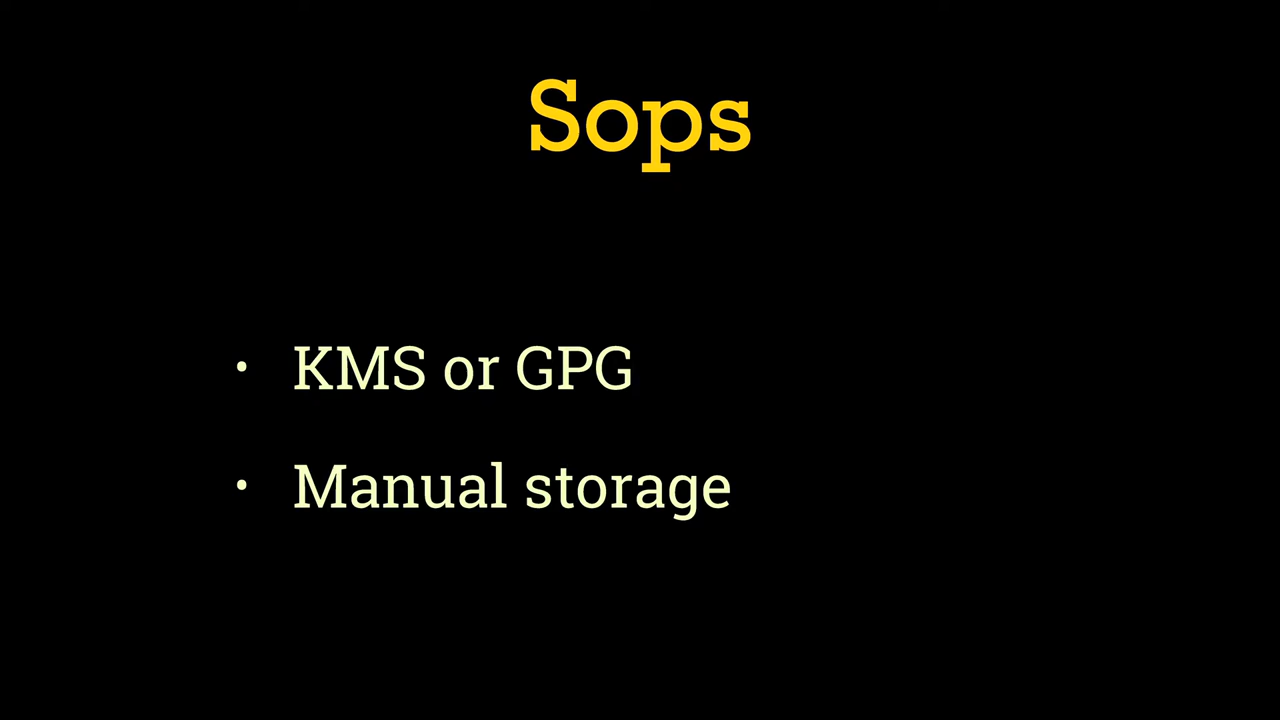 Sops
• KMS or GPG
• Manual storage